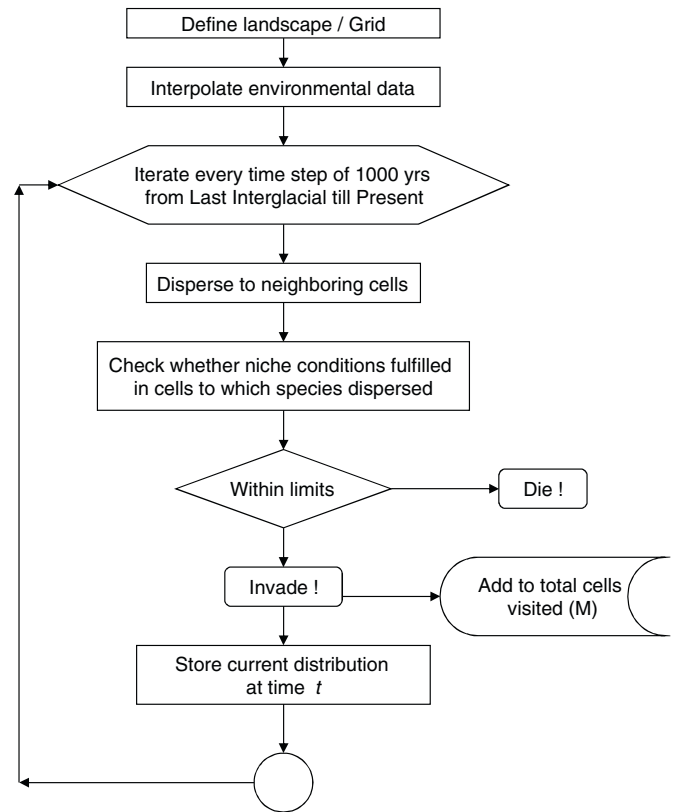 Define landscape / Grid
Interpolate environmental data
Iterate every time step of 1000 yrs
from Last Interglacial till Present
Disperse to neighboring cells
Check whether niche conditions fulfilled
in cells to which species dispersed
Within limits
Die !
Invade !
Add to total cells
visited (M)
Store current distribution
at time t